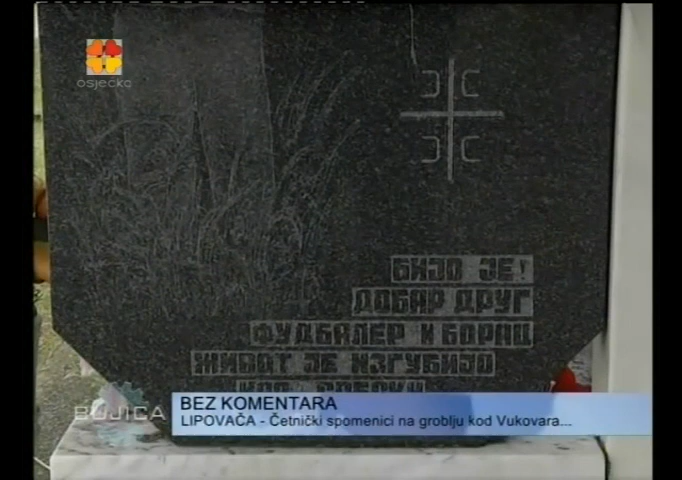 osječka
БИЈО ЈЕ!
ДОБАР ДРУГ
ФУДБАЛЕР И БОРАЦ
ЖИВОТ ЈЕ ИЗГУБИЈО
BUJICA
BEZ KOMENTARA
LIPOVAČA - Četnički spomenici na groblju kod Vukovara...